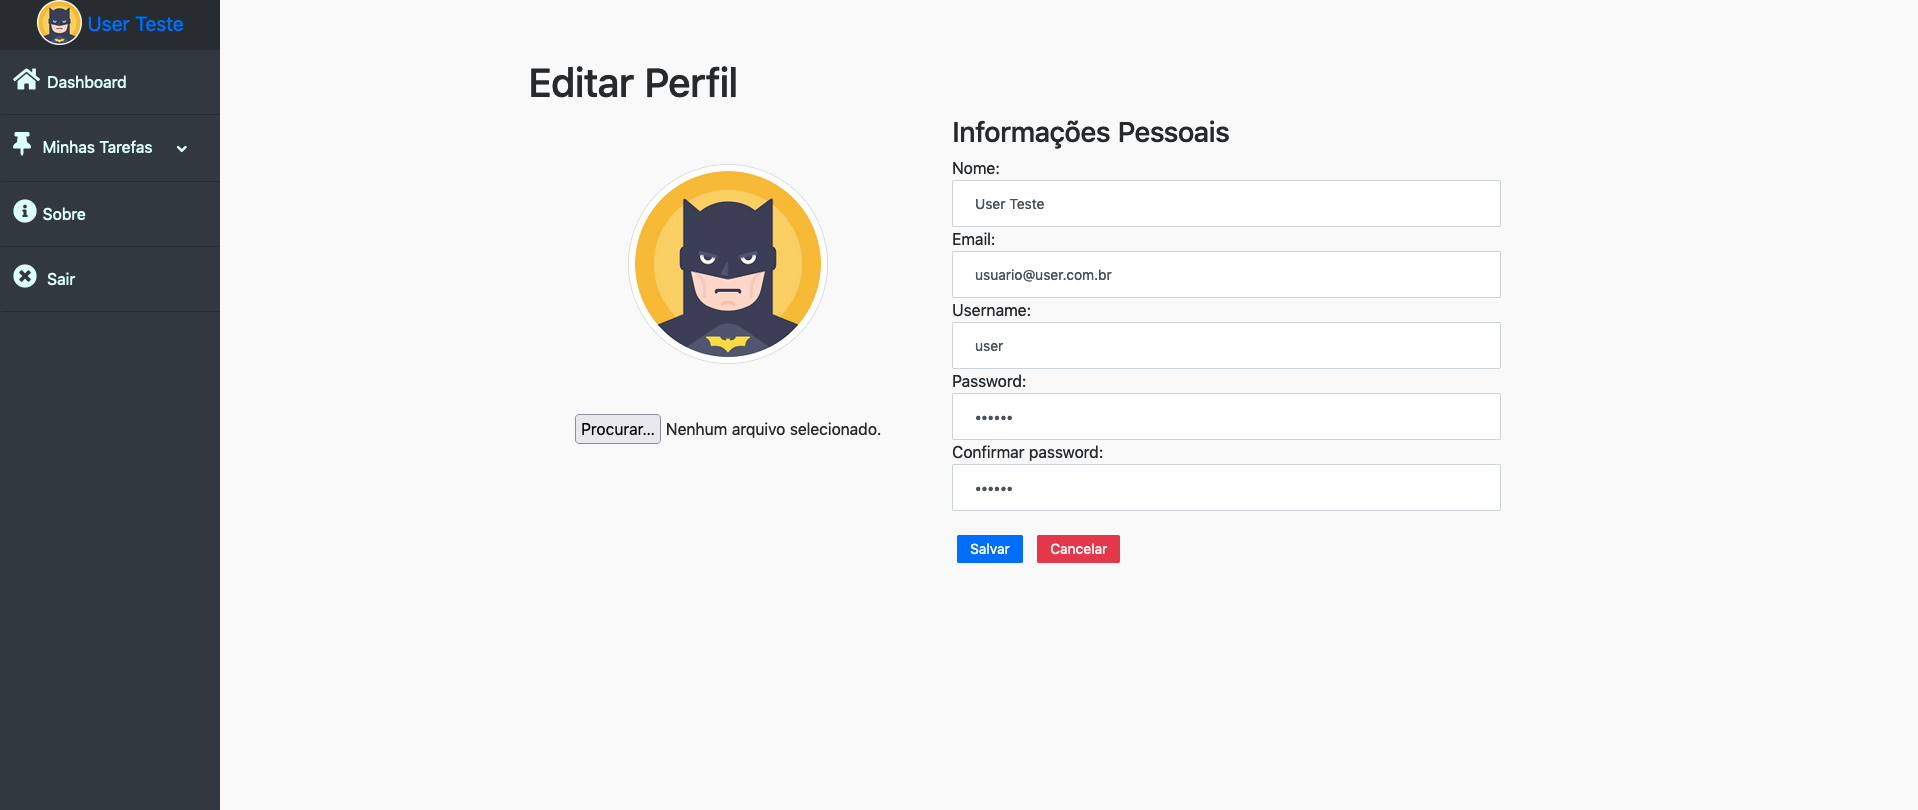 User Teste
Dashboard
Minhas Tarefas
Sobre
Sair
Editar Perfil
Procurar... Nenhum arquivo selecionado.
Informações Pessoais
Nome:
User Teste
Email:
usuario@user.com.br
Username:
user
Password:
••••••
Confirmar password:
••••••
Salvar Cancelar